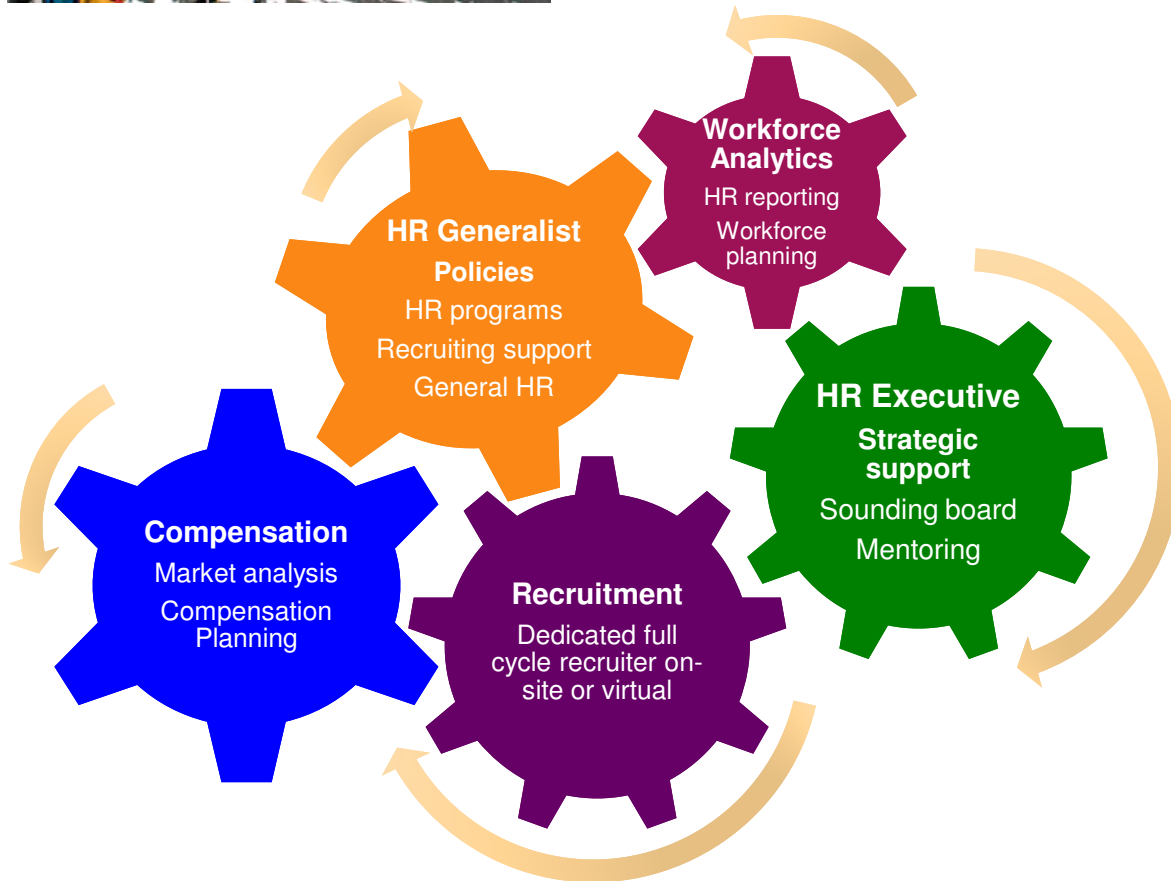 Workforce
Analytics
HR reporting
Workforce
planning
HR Generalist
Policies
HR programs
Recruiting support
General HR
HR Executive
Strategic
support
Sounding board
Mentoring
Compensation
Market analysis
Compensation
Planning
Recruitment
Dedicated full
cycle recruiter on-
site or virtual